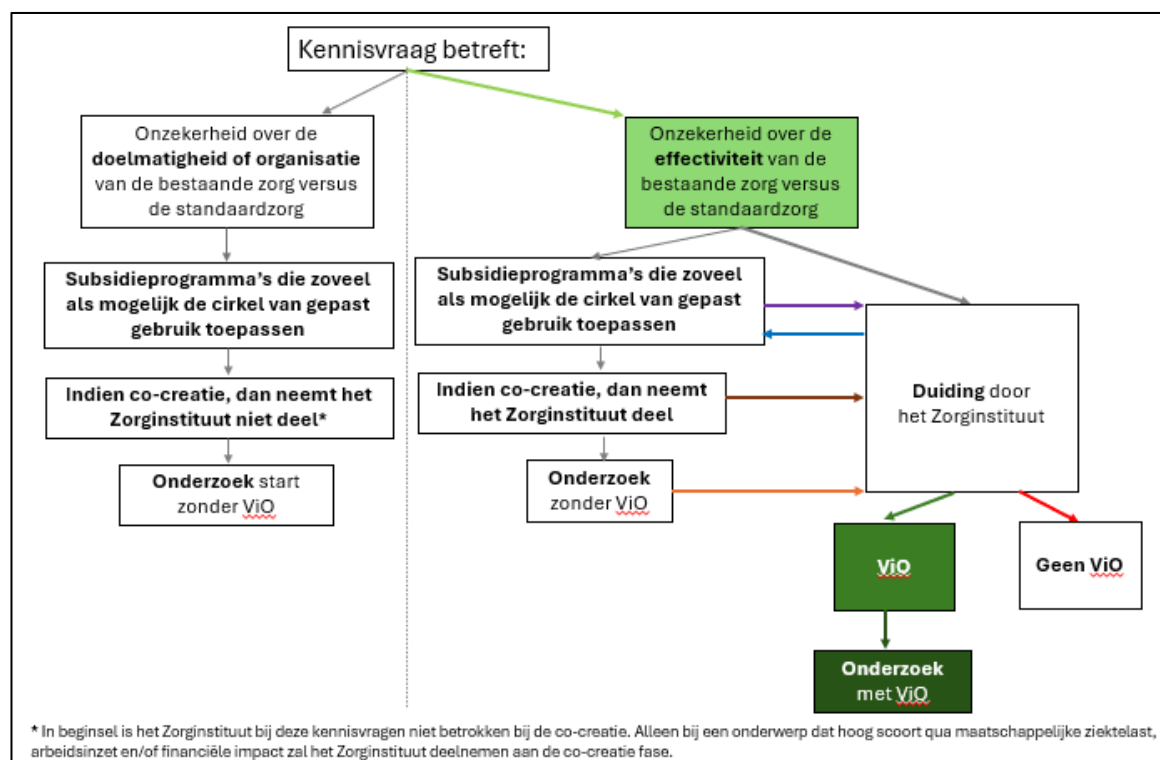 Kennisvraag betreft:
Onzekerheid over de
doelmatigheid of organisatie
van de bestaande zorg versus
de standaardzorg
Subsidieprogramma's die zoveel
als mogelijk de cirkel van gepast
gebruik toepassen
Indien co-creatie, dan neemt het
Zorginstituut niet deel*
Onderzoek start
zonder ViO
Onzekerheid over de
effectiviteit van de
bestaande zorg versus
de standaardzorg
Subsidieprogramma's die zoveel
als mogelijk de cirkel van gepast
gebruik toepassen
Indien co-creatie, dan neemt
het Zorginstituut deel
Onderzoek
zonder ViO
Duiding door
het Zorginstituut
ViO
Geen ViO
Onderzoek
met ViO
* In beginsel is het Zorginstituut bij deze kennisvragen niet betrokken bij de co-creatie. Alleen bij een onderwerp dat hoog scoort qua maatschappelijke ziektelast,
arbeidsinzet en/of financiële impact zal het Zorginstituut deelnemen aan de co-creatie fase.